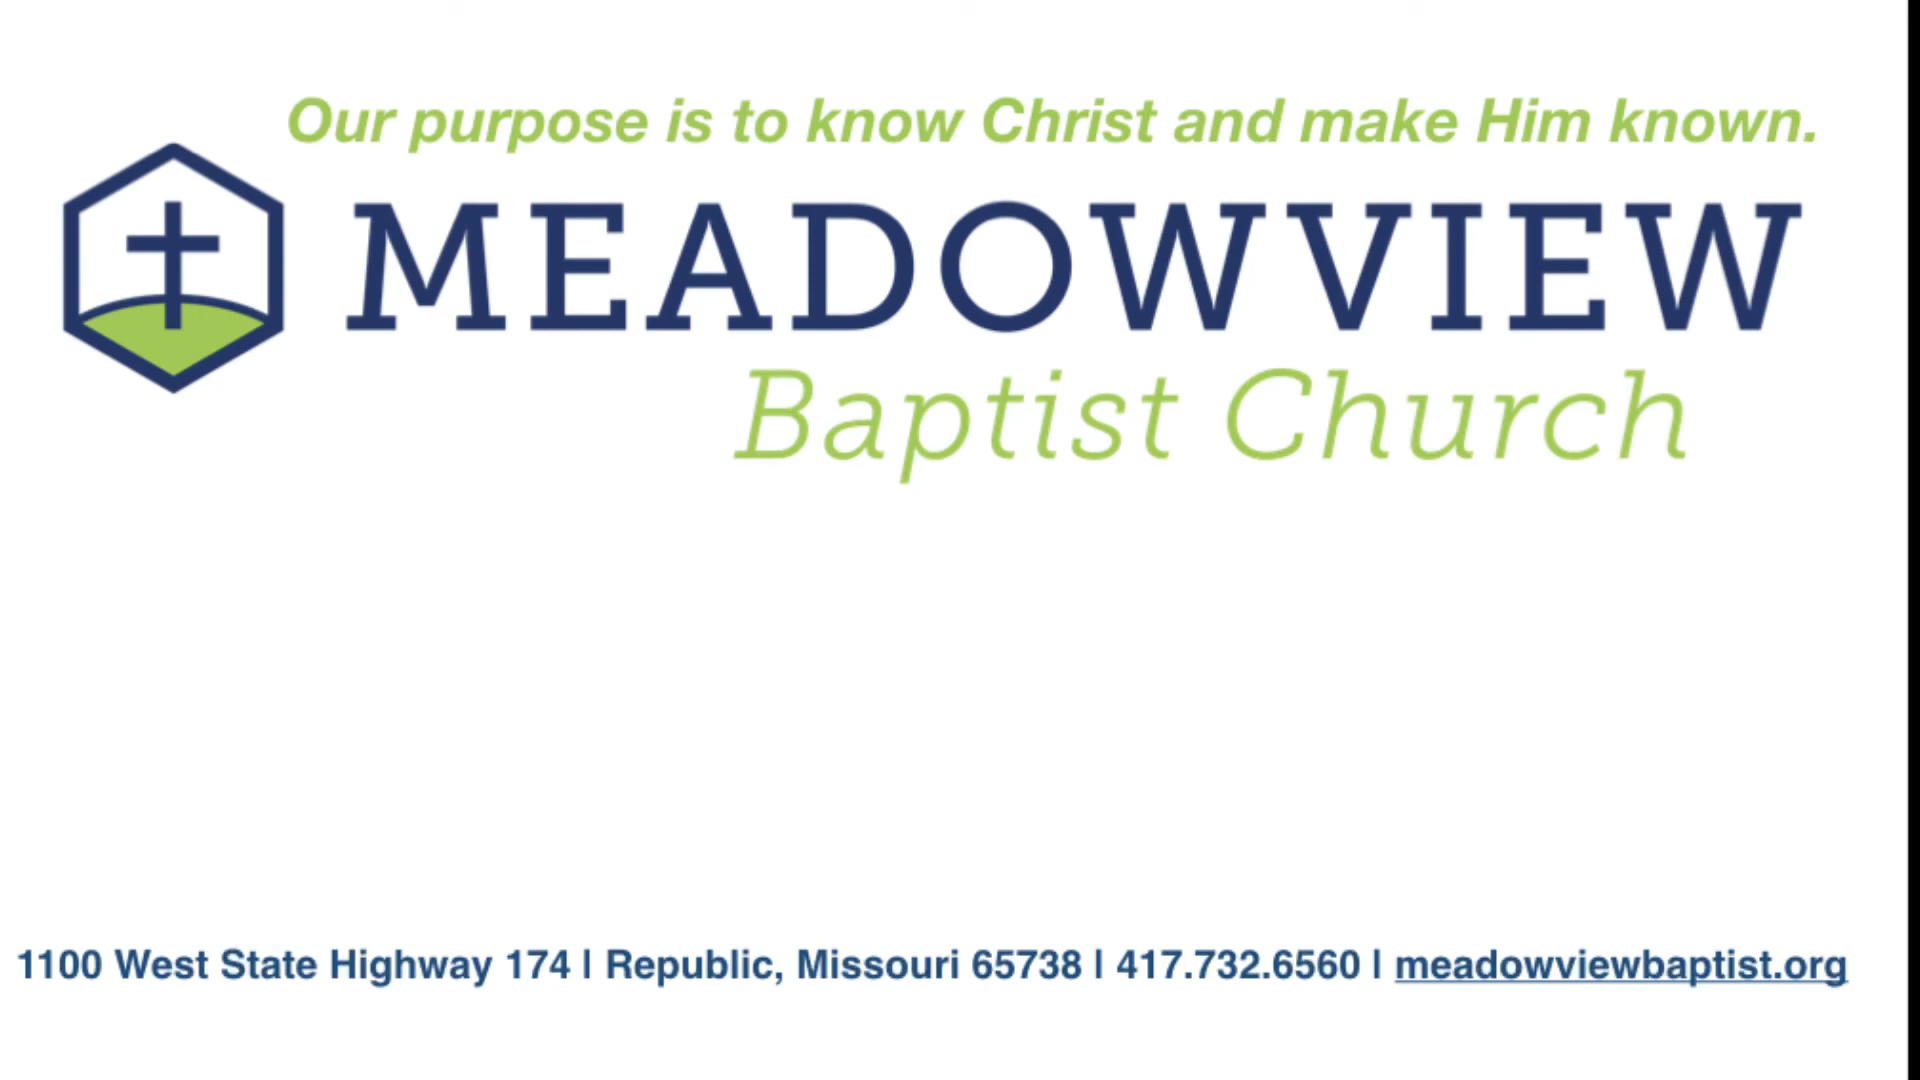 Our purpose is to know Christ and make Him known.
MEADOWVIEW
Baptist Church
1100 West State Highway 174 | Republic, Missouri 65738 | 417.732.6560 | meadowviewbaptist.org